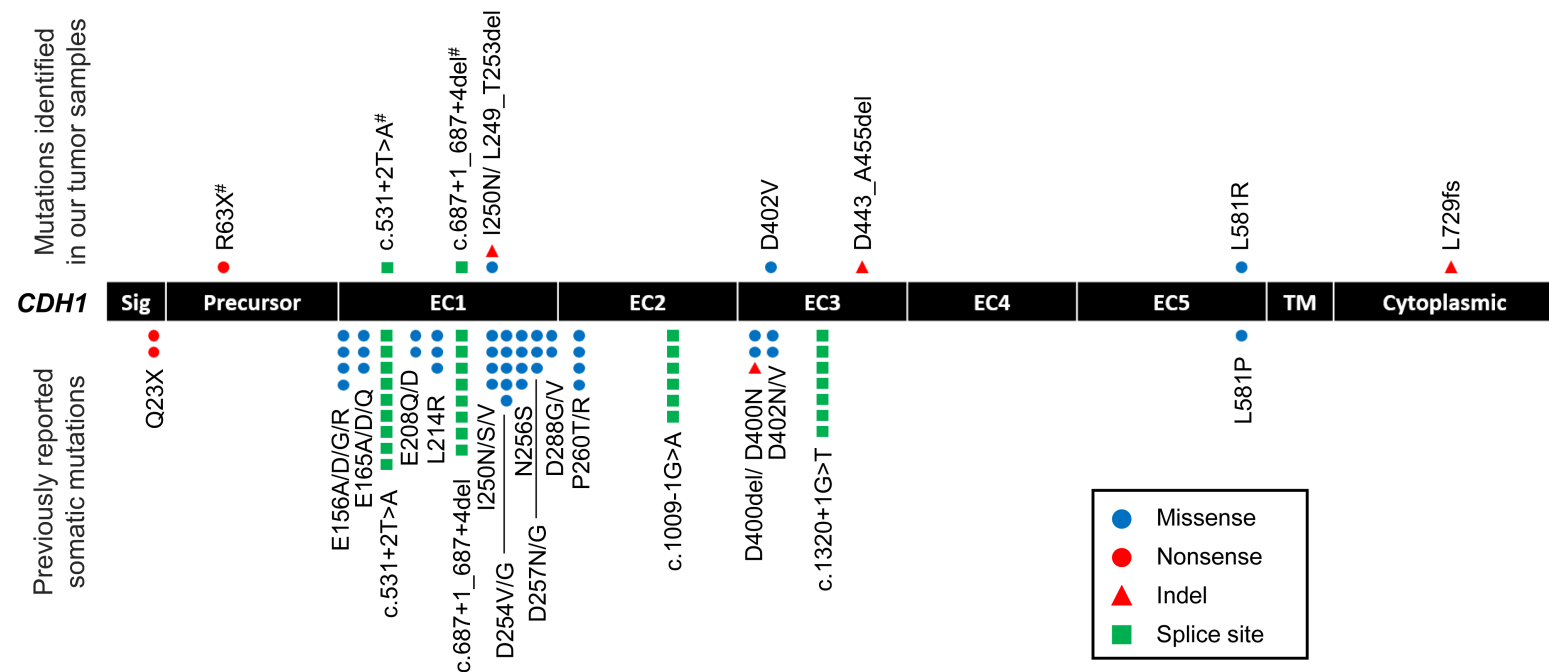 Mutations identified
in our tumor samples
R63X#
c.531+2T>A#
c.687+1_687+4del#
I250N/ L249_T253del
D402V
D443_A455del
L581R
L729fs
CDH1
Sig
Precursor
EC1
EC2
EC3
EC4
EC5
TM
Cytoplasmic
Previously reported
somatic mutations
Q23X
E156A/D/G/R
E165A/D/Q
c.531+2T>A
E208Q/D
L214R
c.687+1_687+4del
I250N/S/V
D254V/G
N256S
D257N/G
D288G/V
P260T/R
c.1009-1G>A
D400del/ D400N
D402N/V
c.1320+1G>T
L581P
Missense
Nonsense
Indel
Splice site